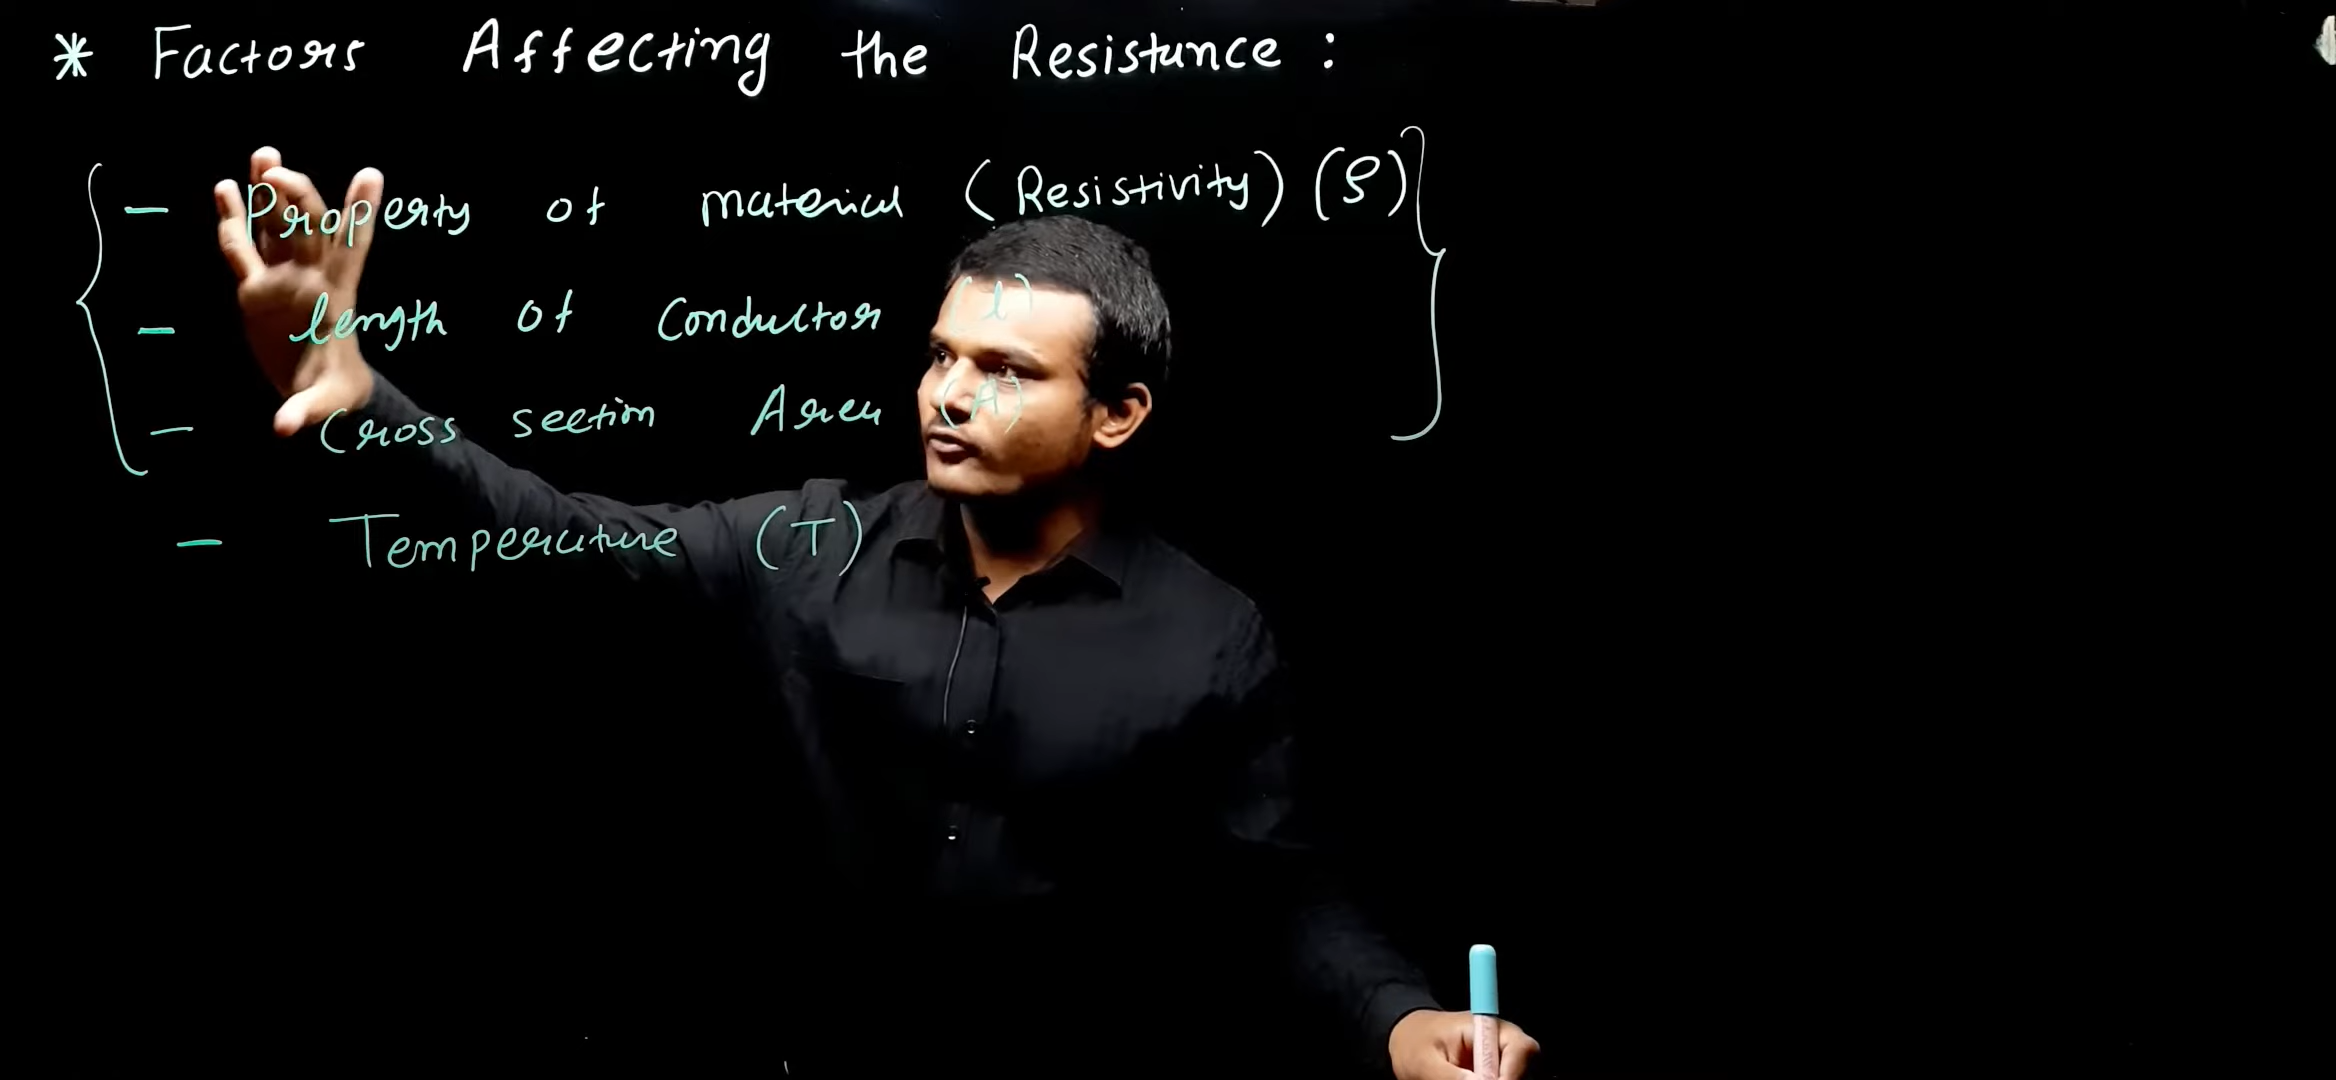 * Factors Affecting the Resistance :
- Property of material (Resistivity) (ρ)
- length of Conductor (l)
- Cross section Area (A)
- Temperature (T)